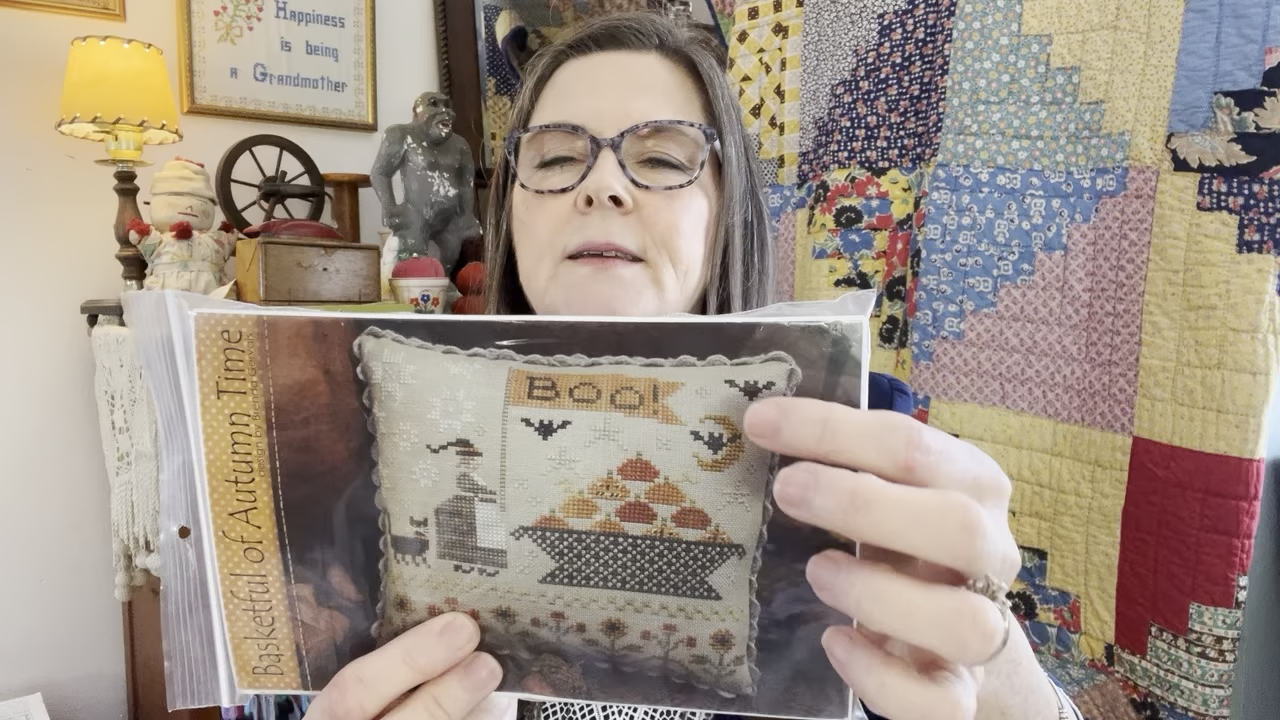 Happiness
is being
a Grandmother
Basketful of Autumn Time
BOO!